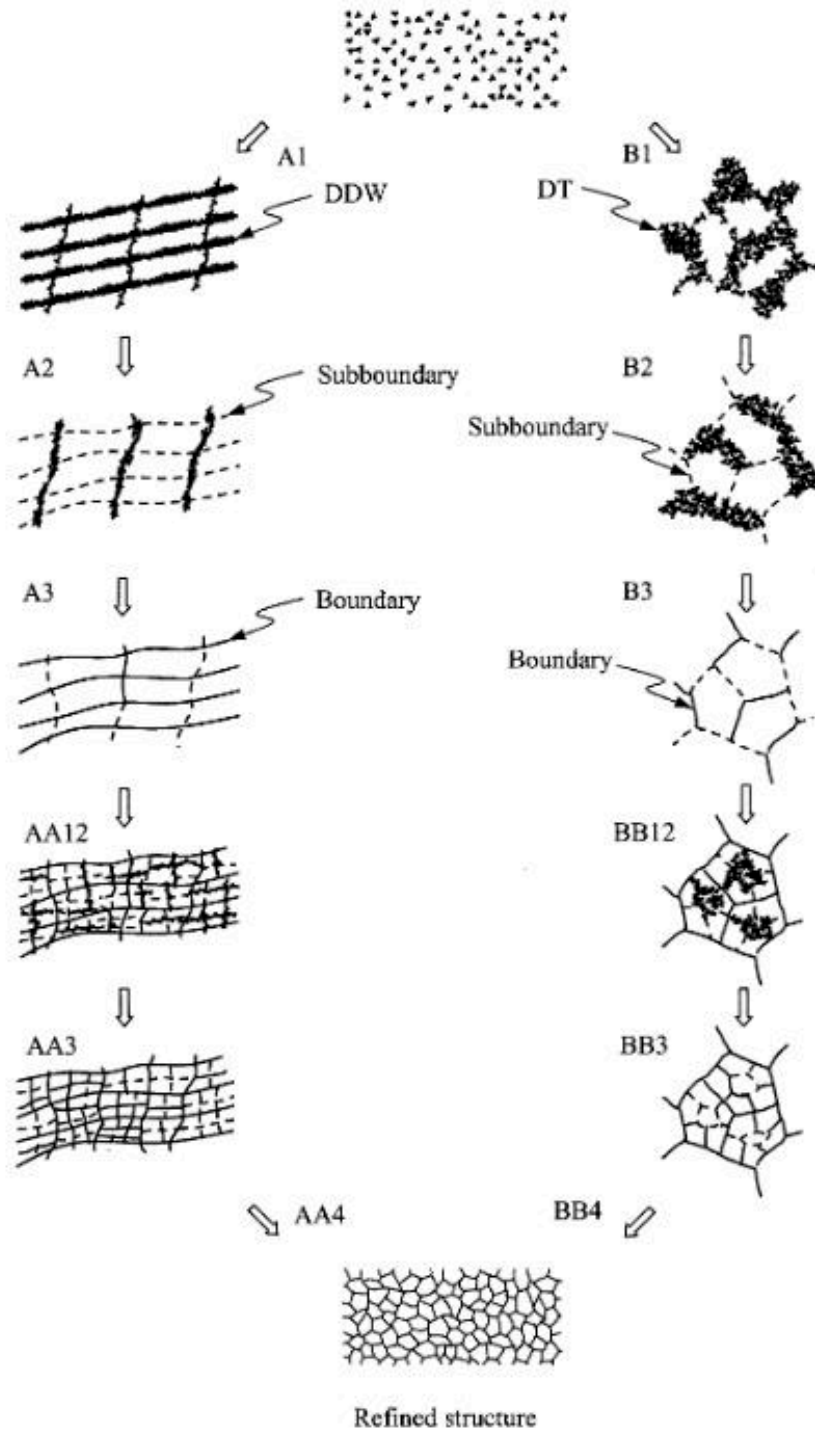 A1
B1
DDW
DT
A2
B2
Subboundary
Subboundary
A3
B3
Boundary
Boundary
AA12
BB12
AA3
BB3
AA4
BB4
Refined structure